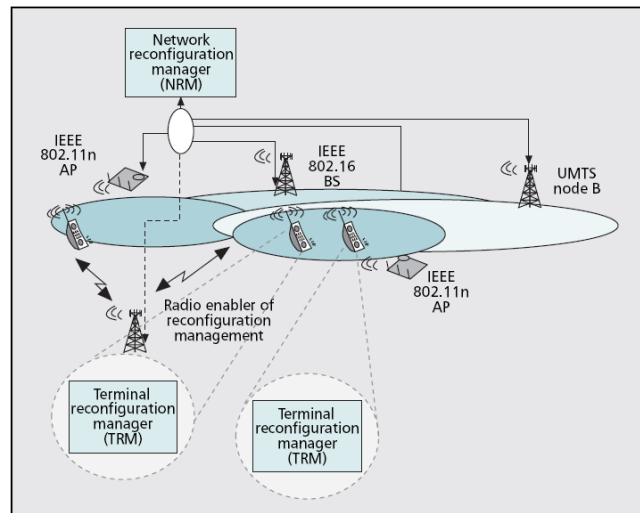 Network
reconfiguration
manager
(NRM)
IEEE
802.11n
AP
IEEE
802.16
BS
UMTS
node B
IEEE
802.11n
AP
Radio enabler of
reconfiguration
management
Terminal
reconfiguration
manager
(TRM)
Terminal
reconfiguration
manager
(TRM)